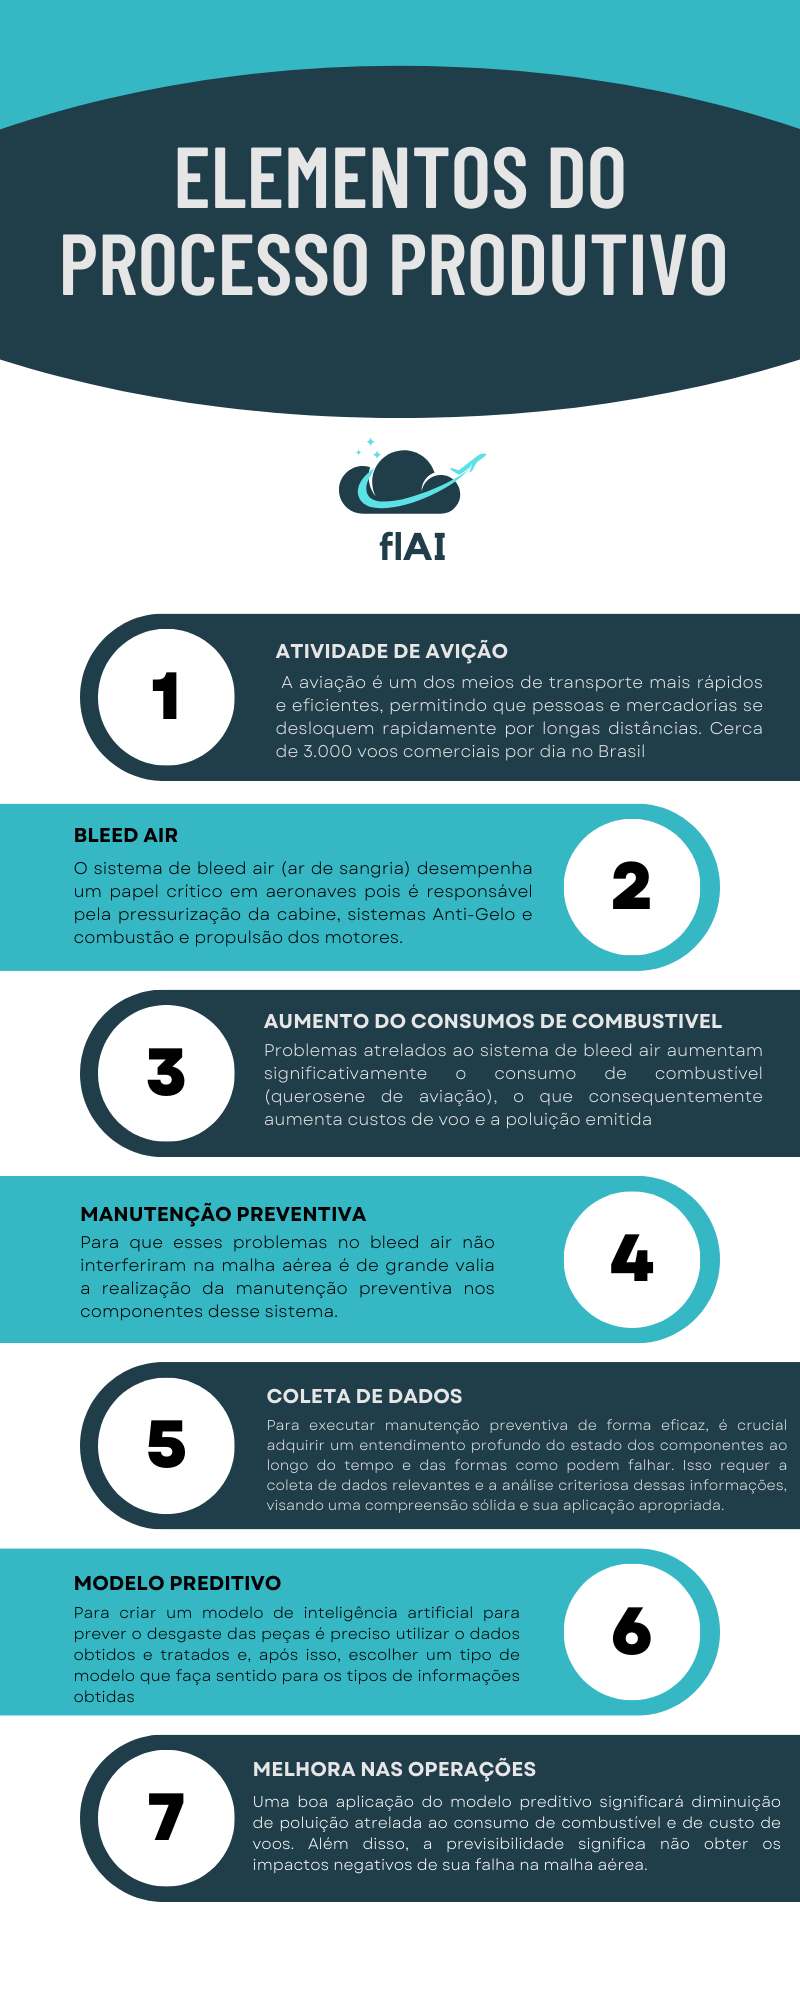 ELEMENTOS DO
PROCESSO PRODUTIVO
flAI
1
ATIVIDADE DE AVIÇÃO
A aviação é um dos meios de transporte mais rápidos
e eficientes, permitindo que pessoas e mercadorias se
desloquem rapidamente por longas distâncias. Cerca
de 3.000 voos comerciais por dia no Brasil
BLEED AIR
O sistema de bleed air (ar de sangria) desempenha
um papel crítico em aeronaves pois é responsável
pela pressurização da cabine, sistemas Anti-Gelo e
combustão e propulsão dos motores.
2
3
AUMENTO DO CONSUMOS DE COMBUSTIVEL
Problemas atrelados ao sistema de bleed air aumentam
significativamente o consumo de combustível
(querosene de aviação), o que consequentemente
aumenta custos de voo e a poluição emitida
MANUTENÇÃO PREVENTIVA
Para que esses problemas no bleed air não
interferiram na malha aérea é de grande valia
a realização da manutenção preventiva nos
componentes desse sistema.
4
5
COLETA DE DADOS
Para executar manutenção preventiva de forma eficaz, é crucial
adquirir um entendimento profundo do estado dos componentes ao
longo do tempo e das formas como podem falhar. Isso requer a
coleta de dados relevantes e a análise criteriosa dessas informações,
visando uma compreensão sólida e sua aplicação apropriada.
MODELO PREDITIVO
Para criar um modelo de inteligência artificial para
prever o desgaste das peças é preciso utilizar o dados
obtidos e tratados e, após isso, escolher um tipo de
modelo que faça sentido para os tipos de informações
obtidas
6
7
MELHORA NAS OPERAÇÕES
Uma boa aplicação do modelo preditivo significará diminuição
de poluição atrelada ao consumo de combustível e de custo de
voos. Além disso, a previsibilidade significa não obter os
impactos negativos de sua falha na malha aérea.